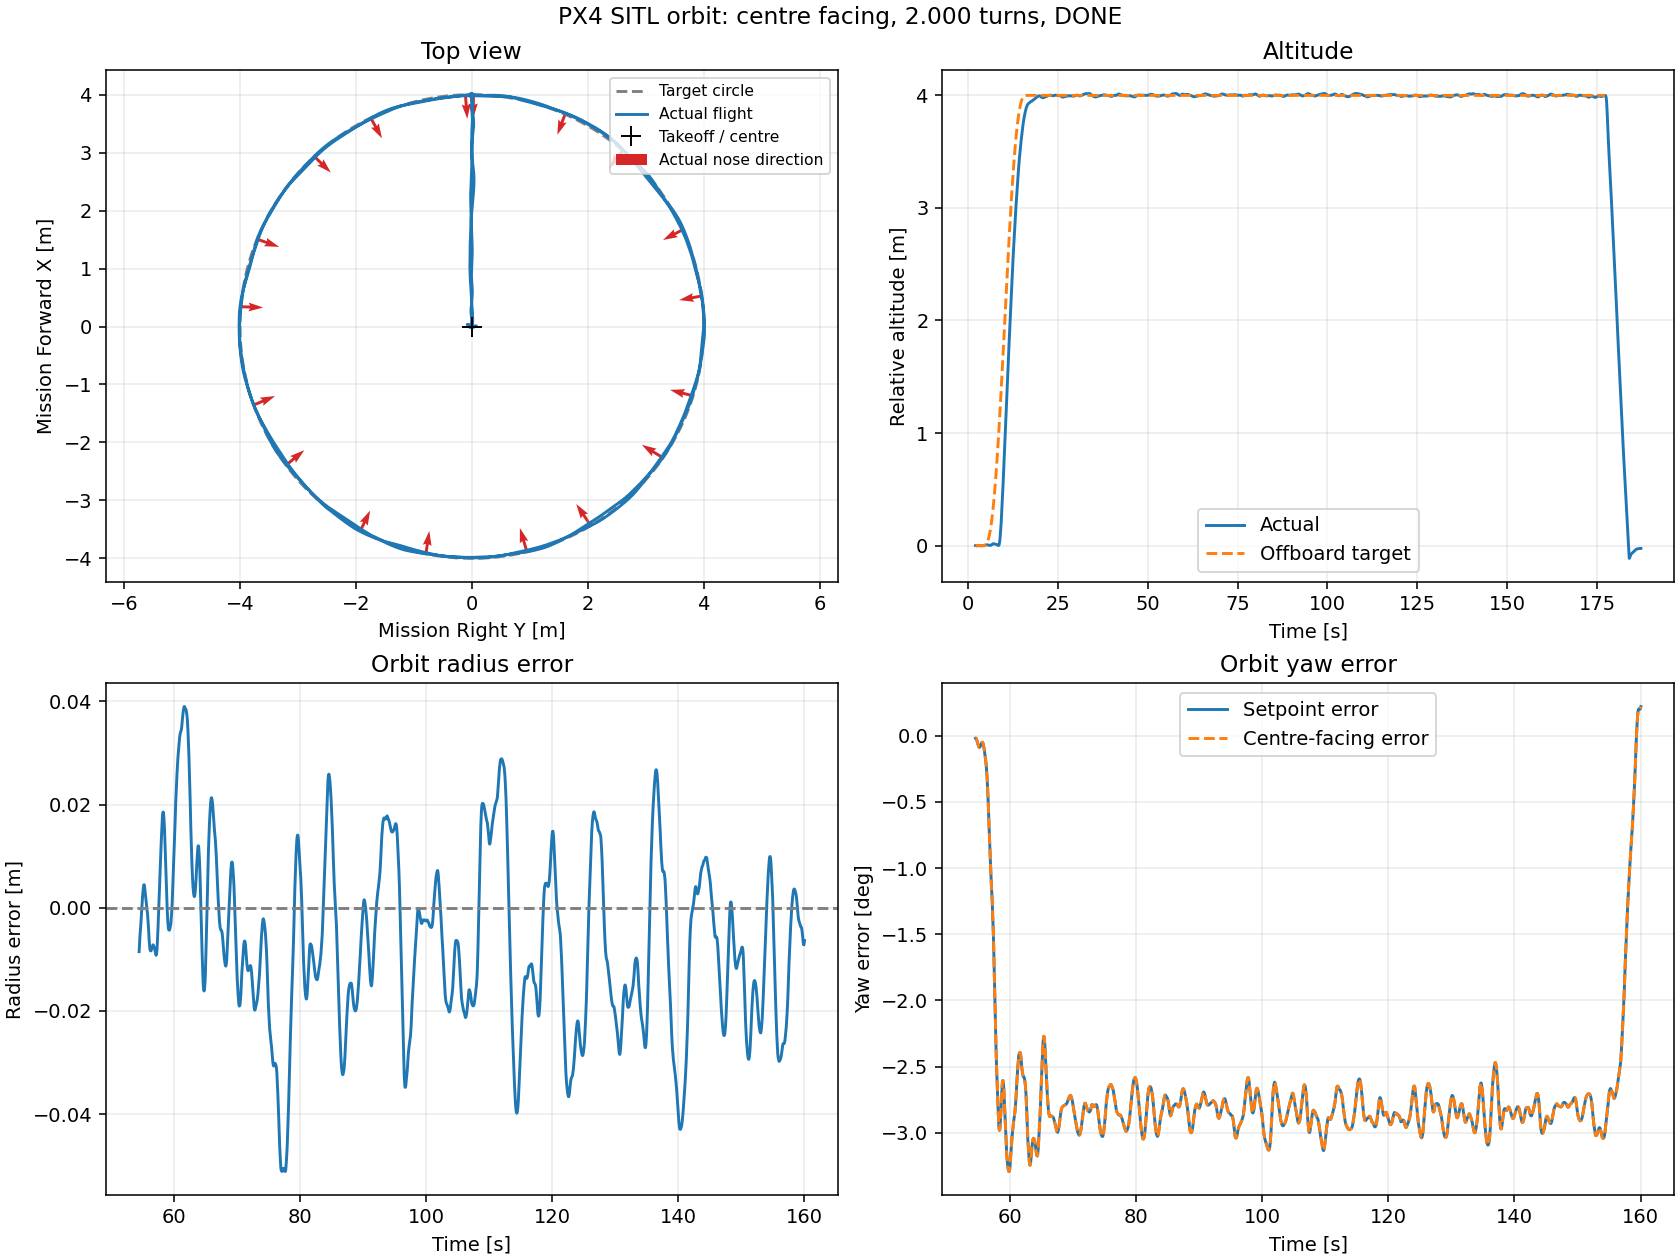 PX4 SITL orbit: centre facing, 2.000 turns, DONE
Top view
4
3
2
1
0
−1
−2
−3
−4
Mission Forward X [m]
−6
−4
−2
0
2
4
6
Mission Right Y [m]
Target circle
Actual flight
Takeoff / centre
Actual nose direction
Altitude
4
3
2
1
0
Relative altitude [m]
0
25
50
75
100
125
150
175
Time [s]
Actual
Offboard target
Orbit radius error
0.04
0.02
0.00
−0.02
−0.04
Radius error [m]
60
80
100
120
140
160
Time [s]
Orbit yaw error
0.0
−0.5
−1.0
−1.5
−2.0
−2.5
−3.0
Yaw error [deg]
60
80
100
120
140
160
Time [s]
Setpoint error
Centre-facing error